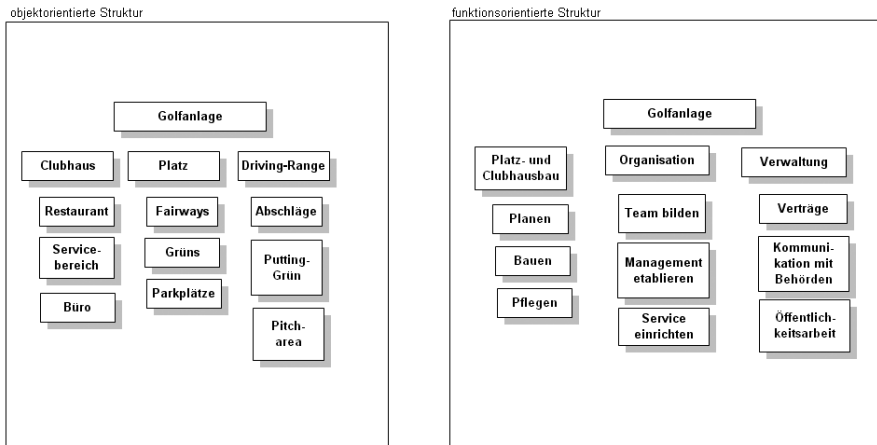 objektorientierte Struktur
Golfanlage
Clubhaus
Restaurant
Service-
bereich
Büro
Platz
Fairways
Grüns
Parkplätze
Driving-Range
Abschläge
Putting-
Grün
Pitch-
area
funktionsorientierte Struktur
Golfanlage
Platz- und
Clubhausbau
Planen
Bauen
Pflegen
Organisation
Team bilden
Management
etablieren
Service
einrichten
Verwaltung
Verträge
Kommuni-
kation mit
Behörden
Öffentlich-
keitsarbeit